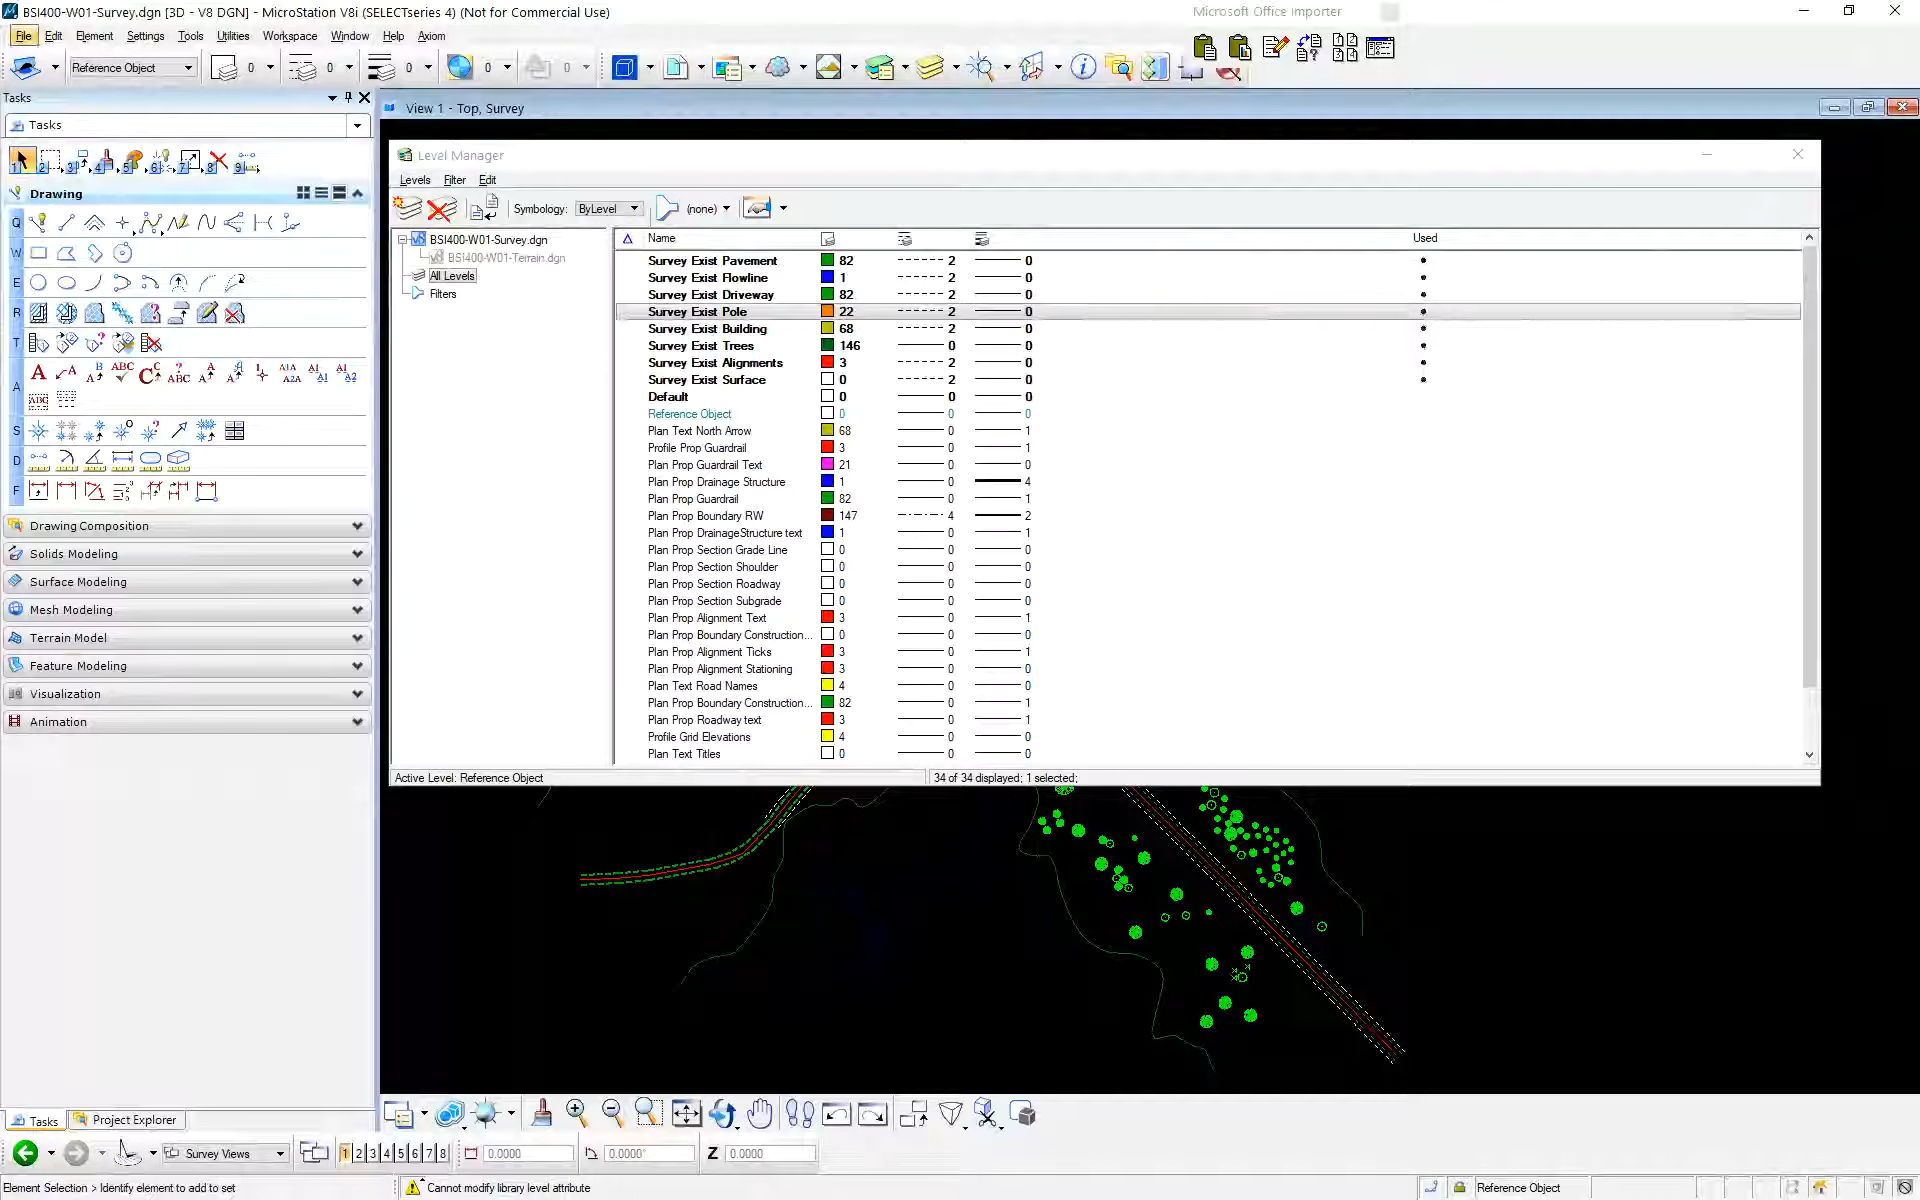 BSI400-W01-Survey.dgn [3D - V8 DGN] - MicroStation V8i (SELECTseries 4) (Not for Commercial Use)
Microsoft Office Importer
File Edit Element Settings Tools Utilities Workspace Window Help Axiom
Reference Object 0 0 0 0 0
Tasks
View 1 - Top, Survey
Tasks
Level Manager
1 2 3 4 5 6 7 8 9
Levels Filter Edit
Drawing
Symbology: ByLevel (none)
Q
W
E
R
T
A
S
D
F
BSI400-W01-Survey.dgn
BSI400-W01-Terrain.dgn
All Levels
Filters
Name Used
Survey Exist Pavement 82 2 0
Survey Exist Flowline 1 2 0
Survey Exist Driveway 82 2 0
Survey Exist Pole 22 2 0
Survey Exist Building 68 2 0
Survey Exist Trees 146 0 0
Survey Exist Alignments 3 2 0
Survey Exist Surface 0 2 0
Default 0 0 0
Reference Object 0 0 0
Plan Text North Arrow 68 0 1
Profile Prop Guardrail 3 0 1
Plan Prop Guardrail Text 21 0 0
Plan Prop Drainage Structure 1 0 4
Plan Prop Guardrail 82 0 1
Plan Prop Boundary RW 147 4 2
Plan Prop DrainageStructure text 1 0 1
Plan Prop Section Grade Line 0 0 0
Plan Prop Section Shoulder 0 0 0
Plan Prop Section Roadway 0 0 0
Plan Prop Section Subgrade 0 0 0
Plan Prop Alignment Text 3 0 1
Plan Prop Boundary Construction... 0 0 0
Plan Prop Alignment Ticks 3 0 1
Plan Prop Alignment Stationing 3 0 0
Plan Text Road Names 4 0 0
Plan Prop Boundary Construction... 82 0 1
Plan Prop Roadway text 3 0 1
Profile Grid Elevations 4 0 0
Plan Text Titles 0 0 0
Active Level: Reference Object
34 of 34 displayed; 1 selected;
Drawing Composition
Solids Modeling
Surface Modeling
Mesh Modeling
Terrain Model
Feature Modeling
Visualization
Animation
Tasks Project Explorer
Survey Views 1 2 3 4 5 6 7 8 0.0000 0.0000° Z 0.0000
Element Selection > Identify element to add to set
Cannot modify library level attribute
Reference Object